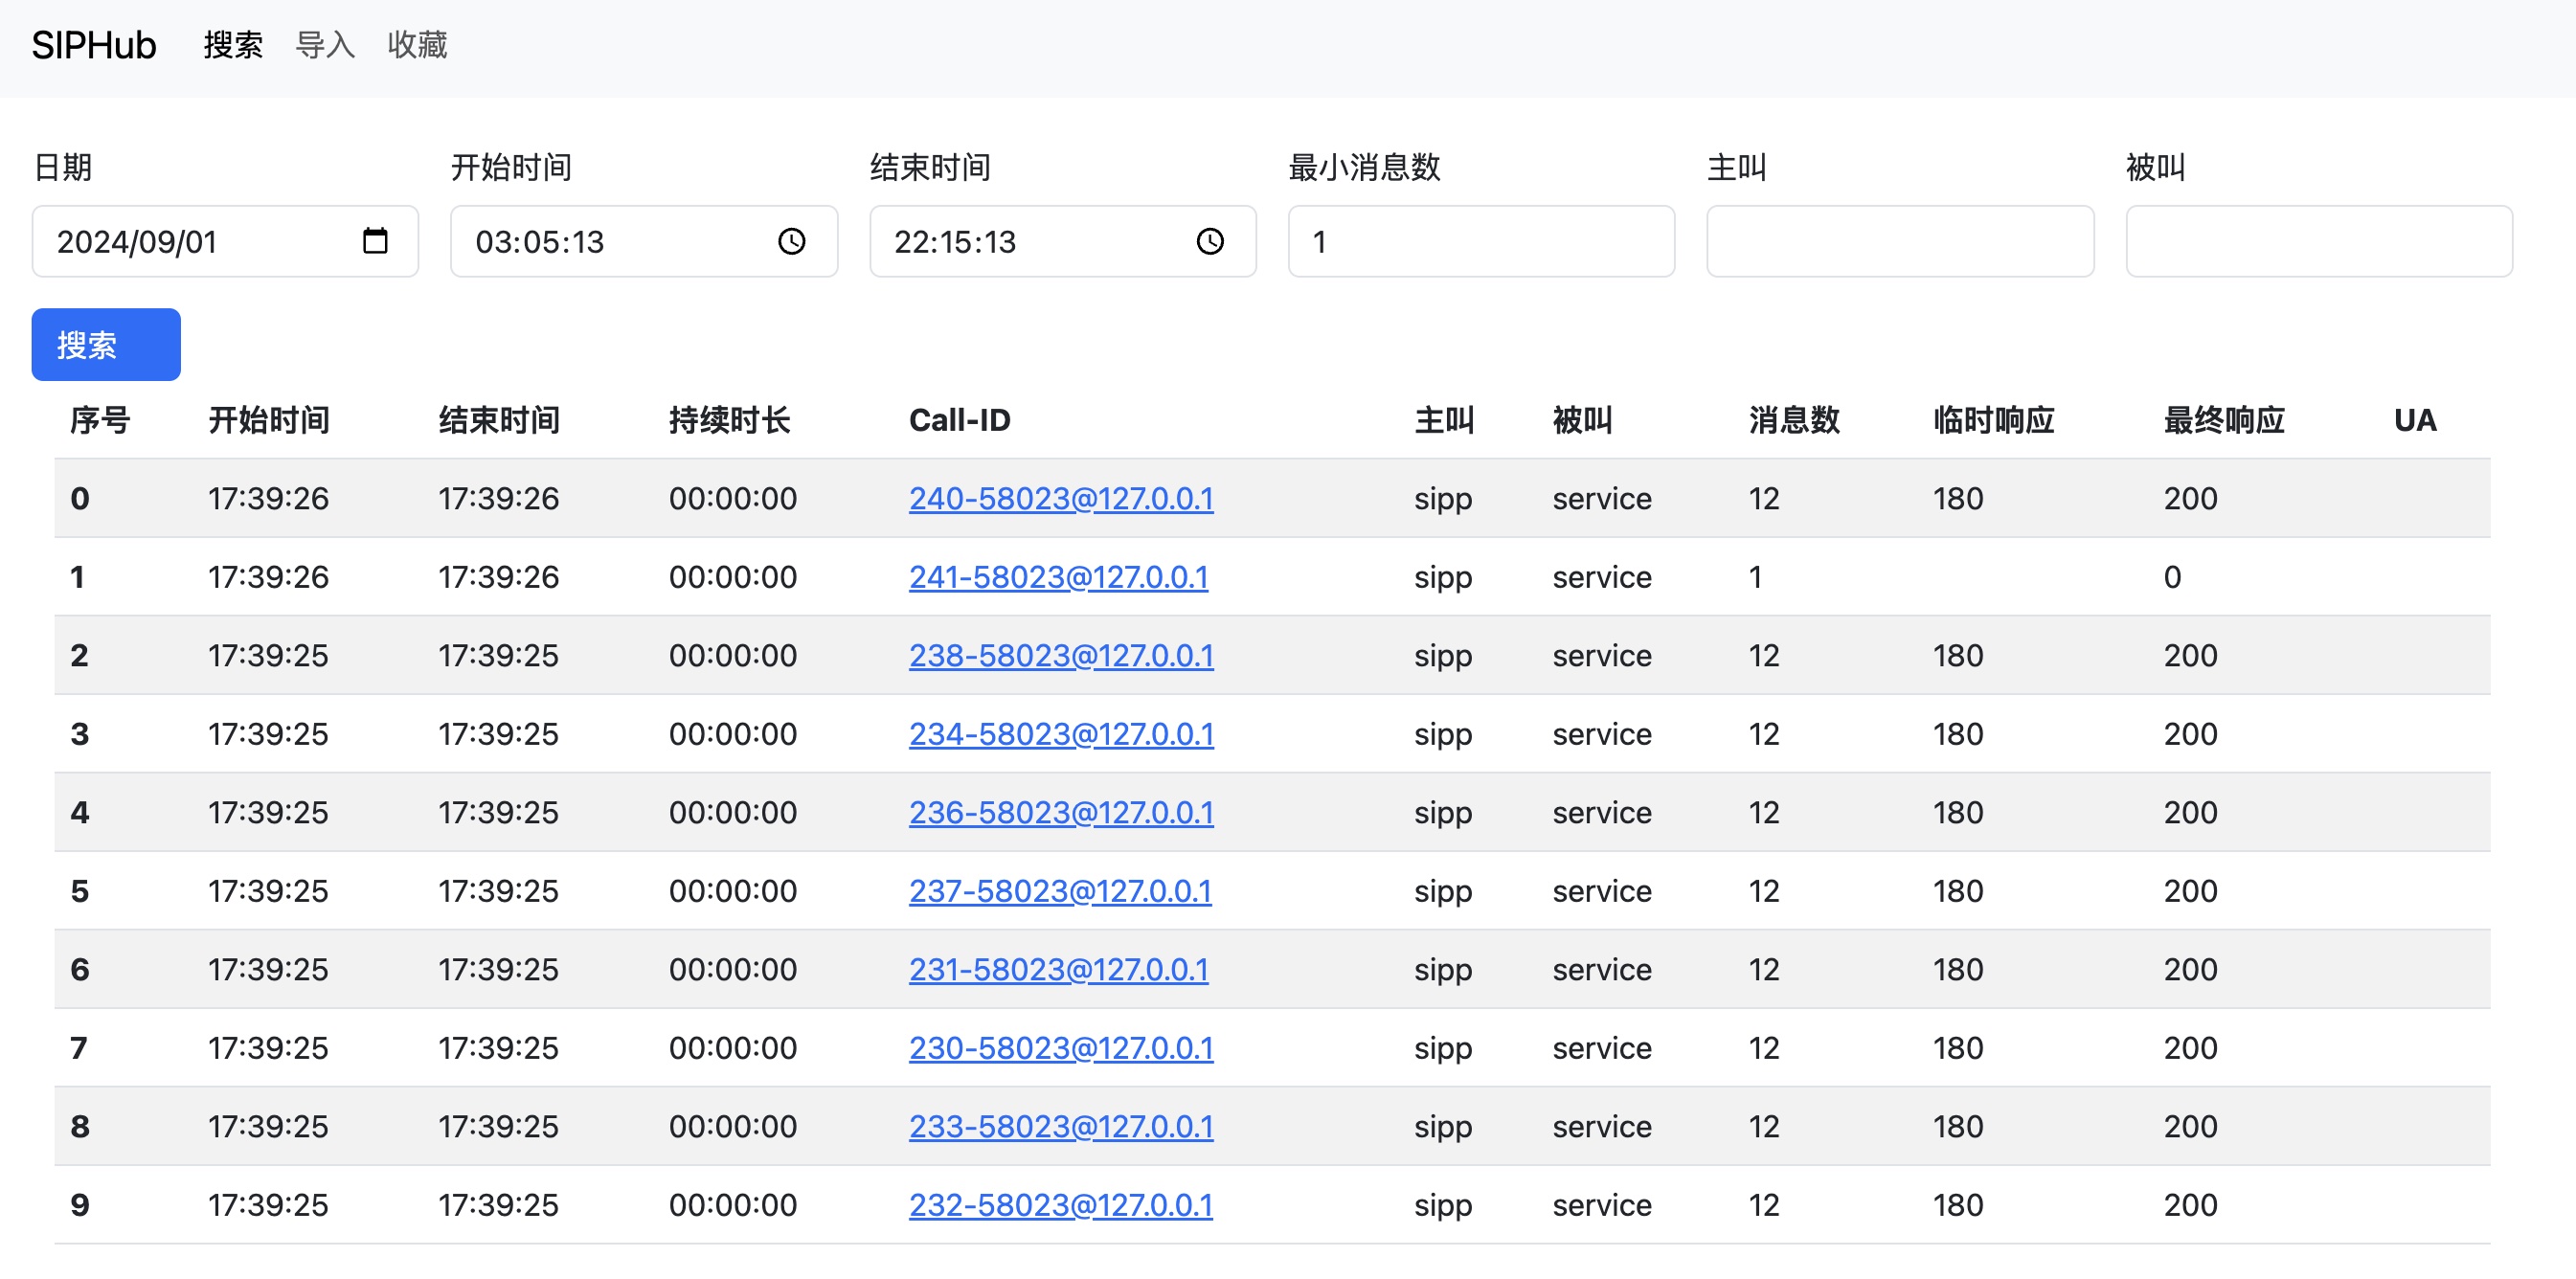 SIPHub 搜索 导入 收藏
日期 开始时间 结束时间 最小消息数 主叫 被叫
2024/09/01 03:05:13 22:15:13 1
搜索
序号 开始时间 结束时间 持续时长 Call-ID 主叫 被叫 消息数 临时响应 最终响应 UA
0 17:39:26 17:39:26 00:00:00 240-58023@127.0.0.1 sipp service 12 180 200
1 17:39:26 17:39:26 00:00:00 241-58023@127.0.0.1 sipp service 1 0
2 17:39:25 17:39:25 00:00:00 238-58023@127.0.0.1 sipp service 12 180 200
3 17:39:25 17:39:25 00:00:00 234-58023@127.0.0.1 sipp service 12 180 200
4 17:39:25 17:39:25 00:00:00 236-58023@127.0.0.1 sipp service 12 180 200
5 17:39:25 17:39:25 00:00:00 237-58023@127.0.0.1 sipp service 12 180 200
6 17:39:25 17:39:25 00:00:00 231-58023@127.0.0.1 sipp service 12 180 200
7 17:39:25 17:39:25 00:00:00 230-58023@127.0.0.1 sipp service 12 180 200
8 17:39:25 17:39:25 00:00:00 233-58023@127.0.0.1 sipp service 12 180 200
9 17:39:25 17:39:25 00:00:00 232-58023@127.0.0.1 sipp service 12 180 200